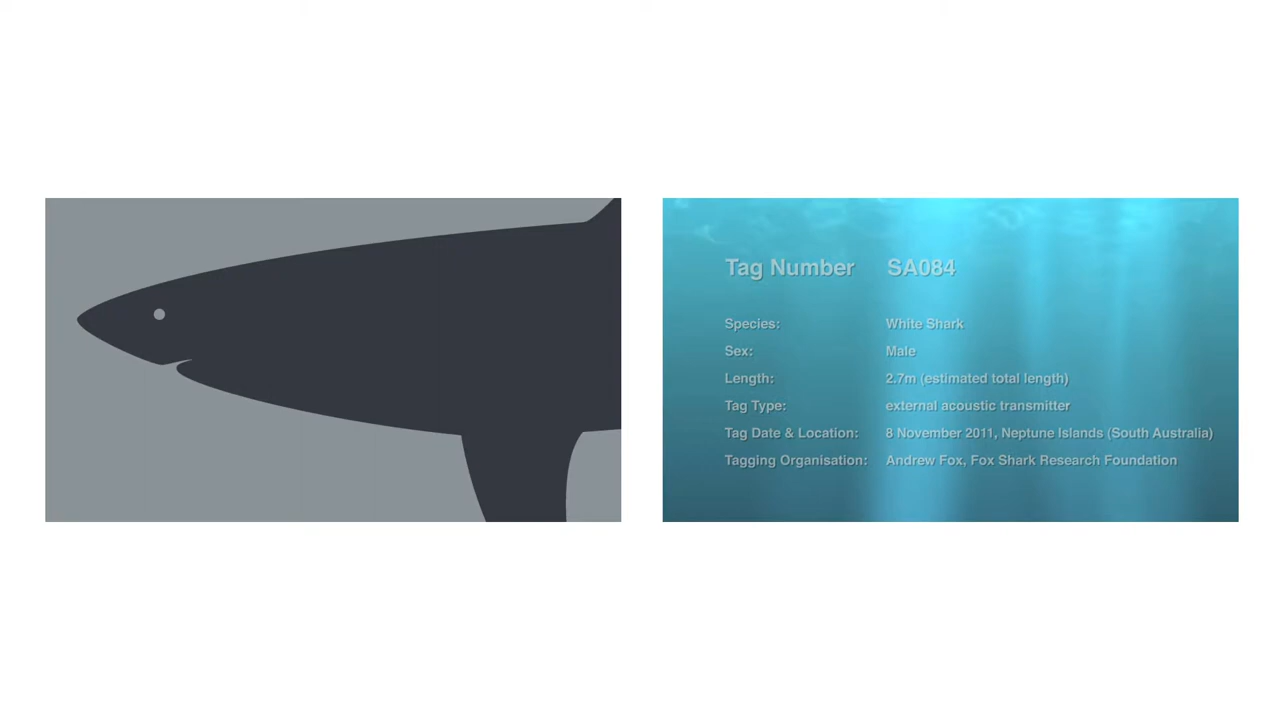 Tag Number SA084
Species: White Shark
Sex: Male
Length: 2.7m (estimated total length)
Tag Type: external acoustic transmitter
Tag Date & Location: 8 November 2011, Neptune Islands (South Australia)
Tagging Organisation: Andrew Fox, Fox Shark Research Foundation